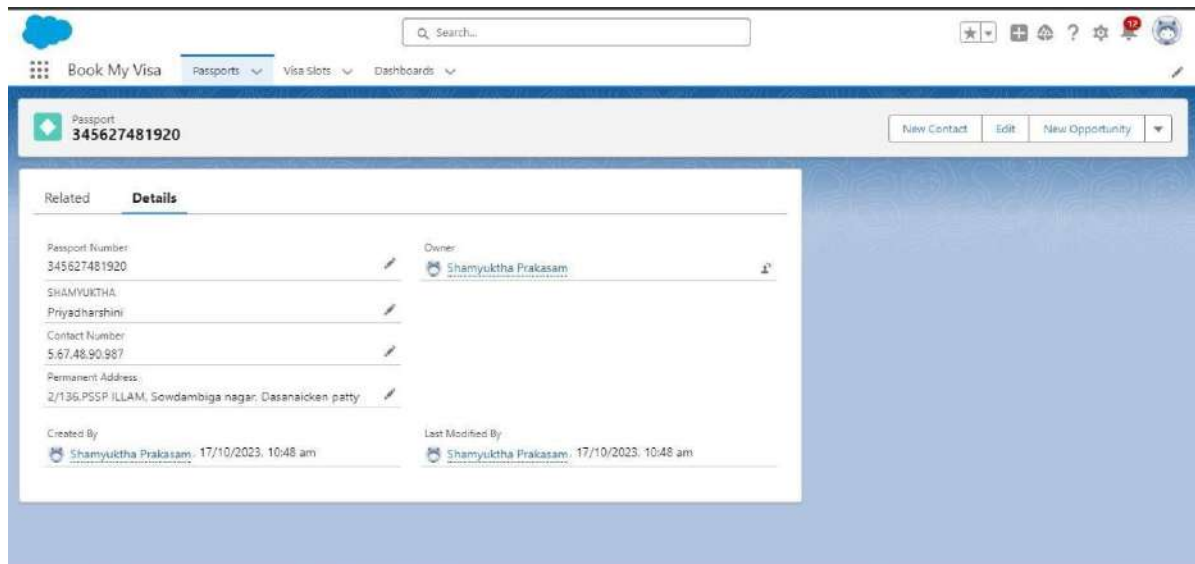 Search...
12
Book My Visa
Passports
Visa Slots
Dashboards
Passport
345627481920
New Contact
Edit
New Opportunity
Related
Details
Passport Number
345627481920
Owner
Shamyuktha Prakasam
SHAMYUKTHA
Priyadharshini
Contact Number
5,67,48,90,987
Permanent Address
2/136,PSSP ILLAM, Sowdambiga nagar, Dasanaicken patty
Created By
Shamyuktha Prakasam, 17/10/2023, 10:48 am
Last Modified By
Shamyuktha Prakasam, 17/10/2023, 10:48 am